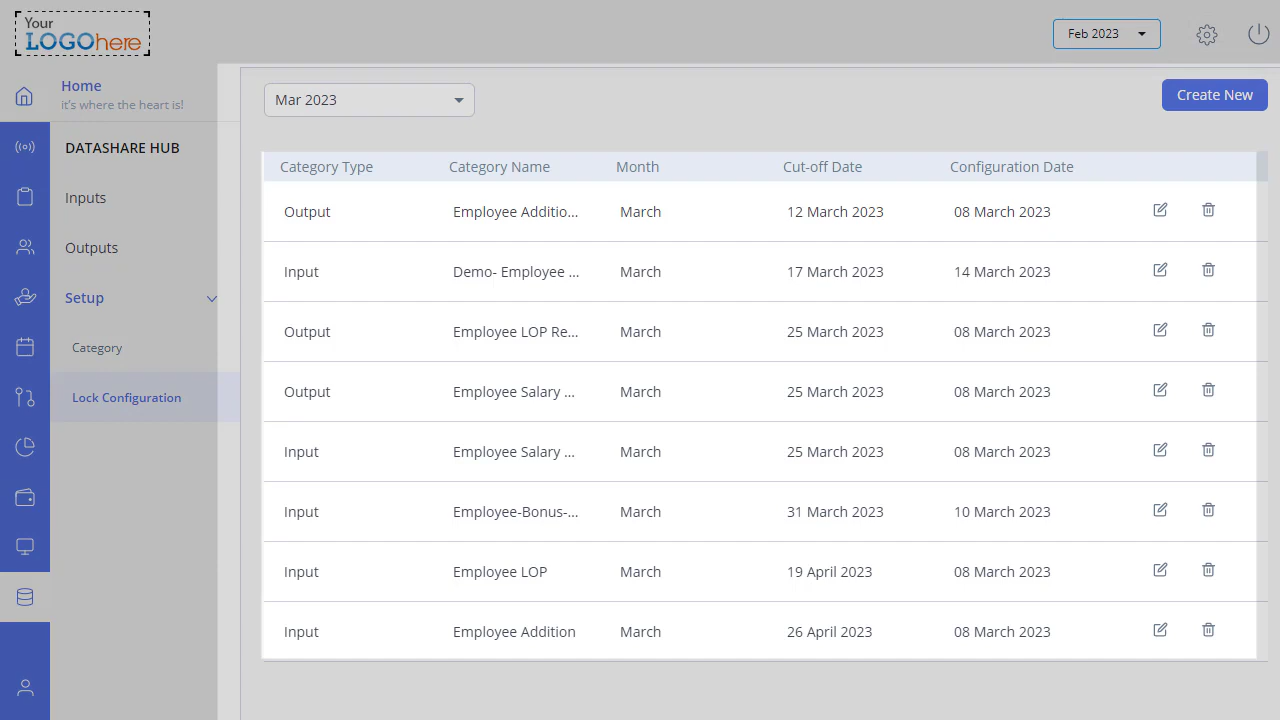 Your
LOGOhere
Feb 2023
Home
it's where the heart is!
Mar 2023
Create New
DATASHARE HUB
Inputs
Outputs
Setup
Category
Lock Configuration
Category Type Category Name Month Cut-off Date Configuration Date
Output Employee Additio... March 12 March 2023 08 March 2023
Input Demo- Employee ... March 17 March 2023 14 March 2023
Output Employee LOP Re... March 25 March 2023 08 March 2023
Output Employee Salary ... March 25 March 2023 08 March 2023
Input Employee Salary ... March 25 March 2023 08 March 2023
Input Employee-Bonus-... March 31 March 2023 10 March 2023
Input Employee LOP March 19 April 2023 08 March 2023
Input Employee Addition March 26 April 2023 08 March 2023